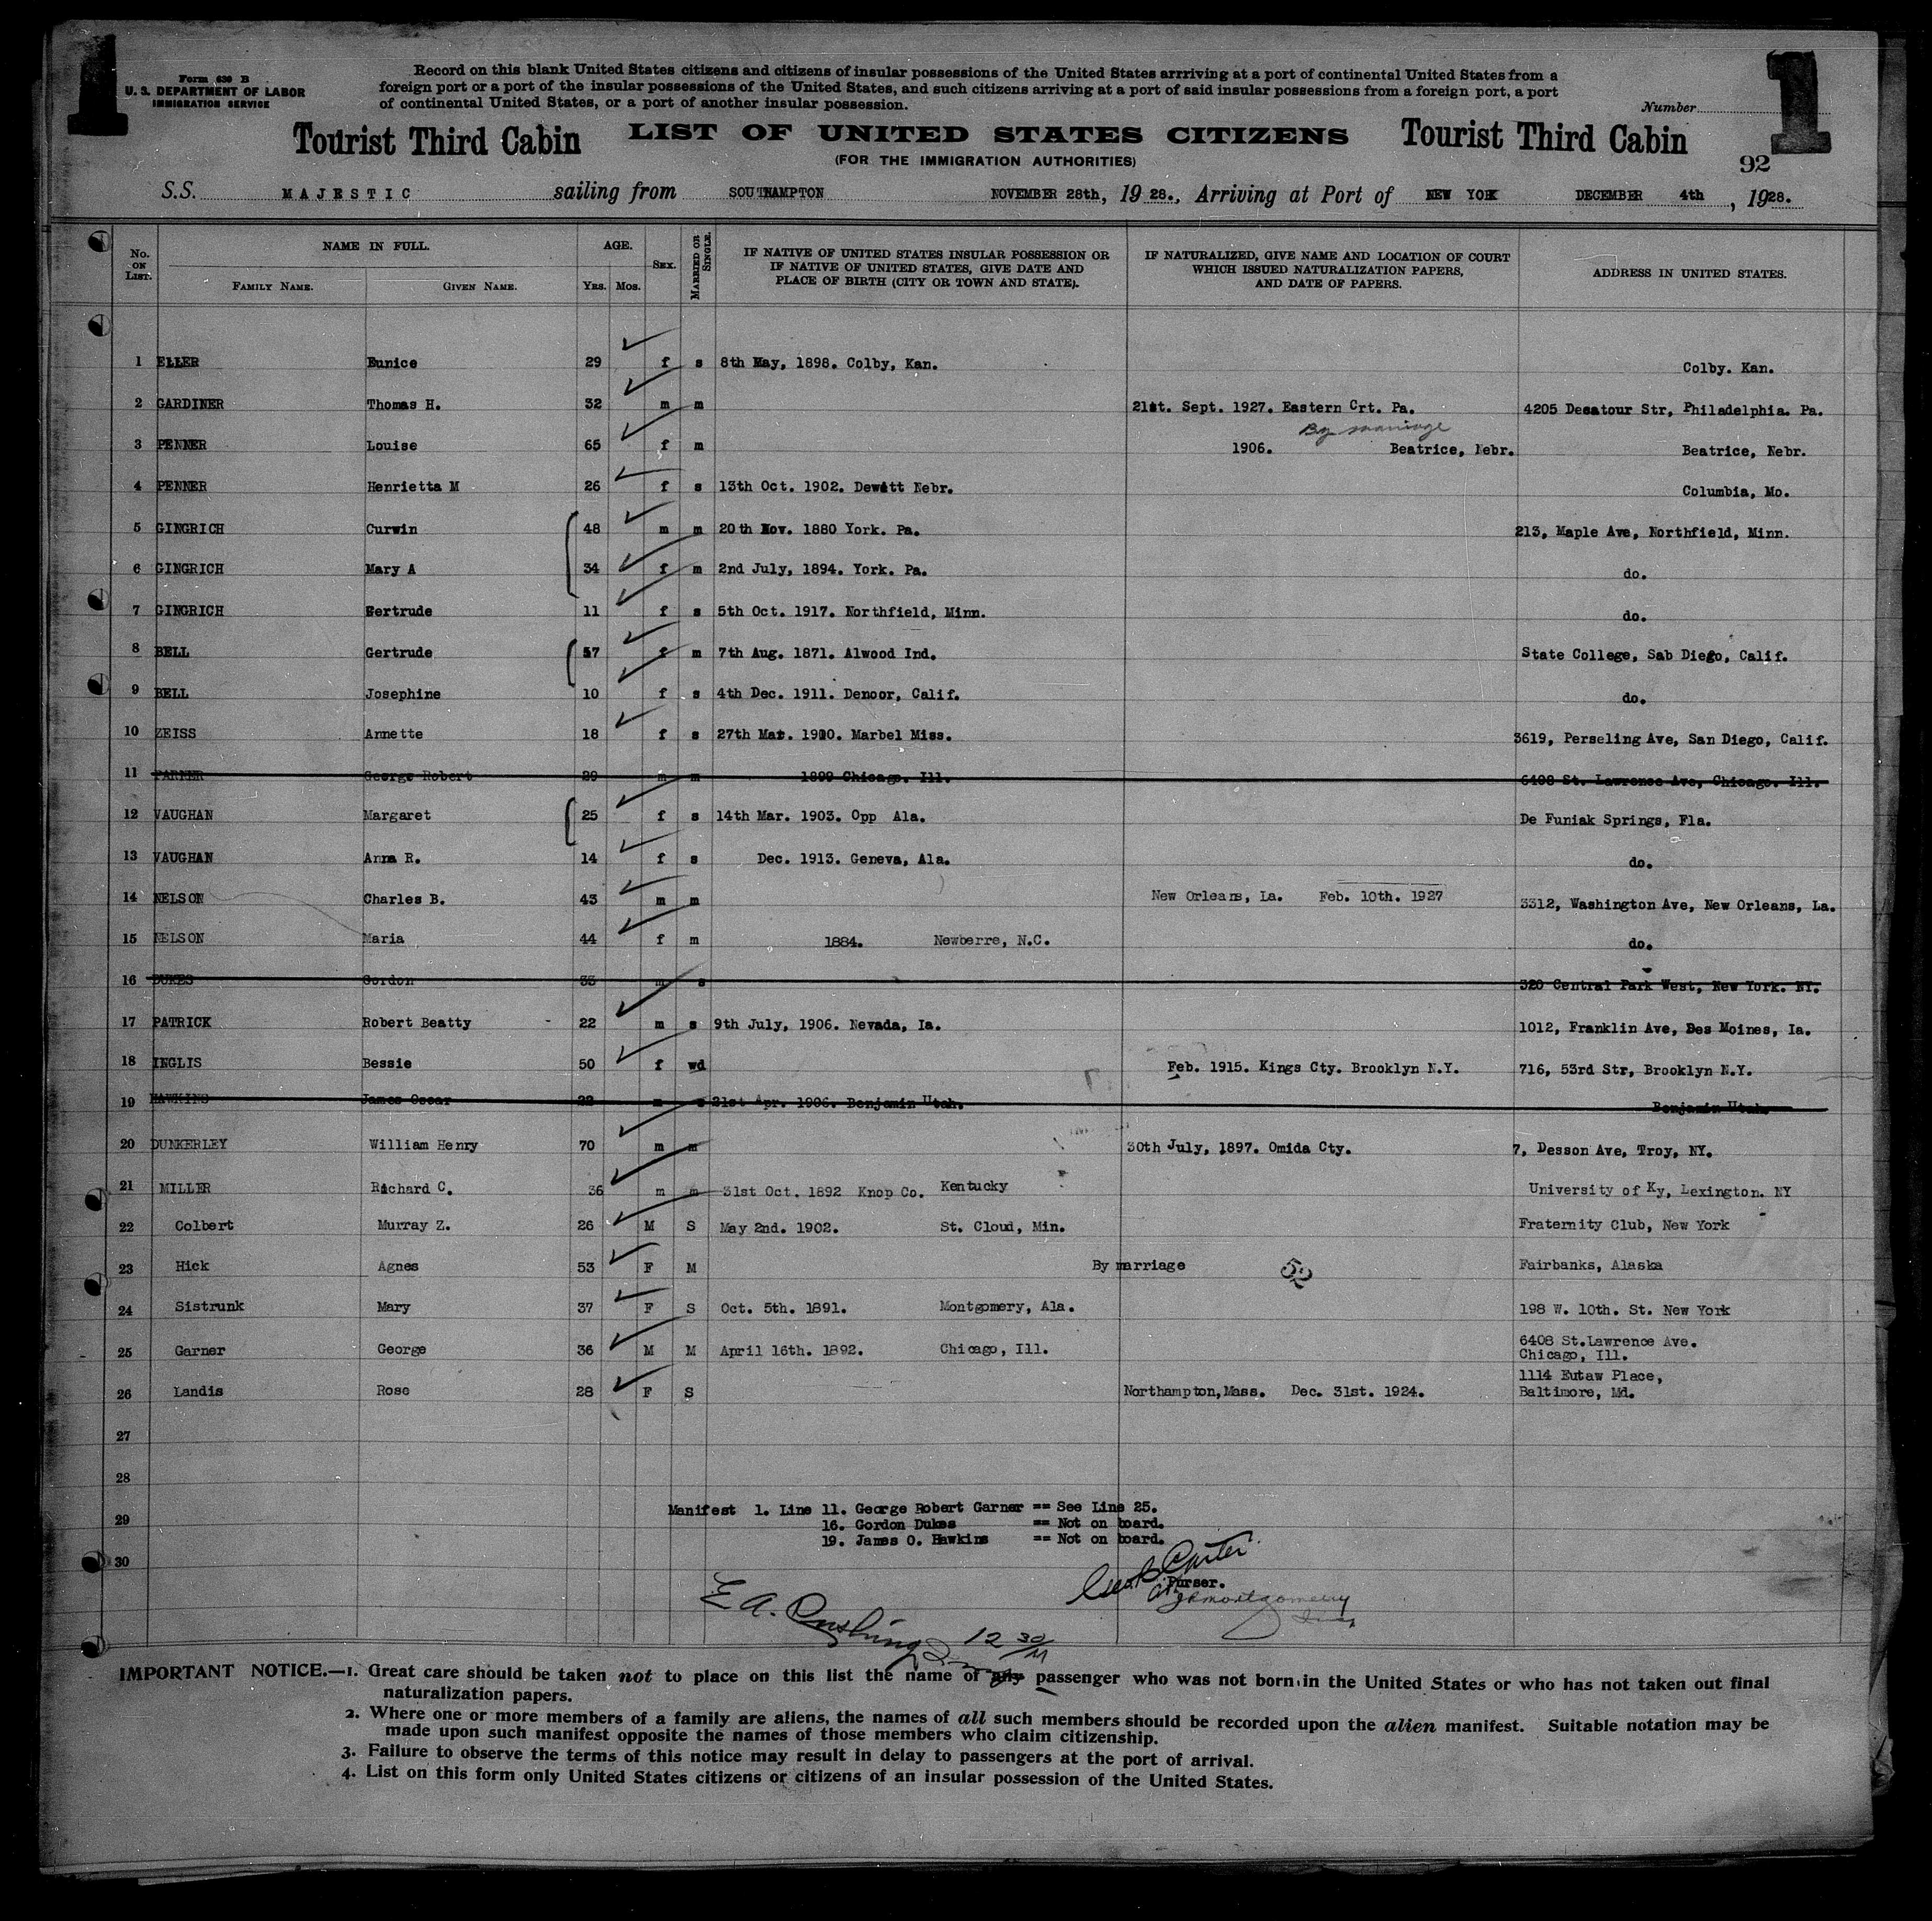 1
1
Form 630 B
U. S. DEPARTMENT OF LABOR
IMMIGRATION SERVICE
Record on this blank United States citizens and citizens of insular possessions of the United States arrriving at a port of continental United States from a
foreign port or a port of the insular possessions of the United States, and such citizens arriving at a port of said insular possessions from a foreign port, a port
of continental United States, or a port of another insular possession.
Number
Tourist Third Cabin LIST OF UNITED STATES CITIZENS Tourist Third Cabin
(FOR THE IMMIGRATION AUTHORITIES)
92
S.S. MAJESTIC sailing from SOUTHAMPTON NOVEMBER 28th, 19 28., Arriving at Port of NEW YORK DECEMBER 4th, 1928.
No. ON LIST. NAME IN FULL. FAMILY NAME. GIVEN NAME. AGE. YRS. MOS. SEX. MARRIED OR SINGLE. IF NATIVE OF UNITED STATES INSULAR POSSESSION OR IF NATIVE OF UNITED STATES, GIVE DATE AND PLACE OF BIRTH (CITY OR TOWN AND STATE). IF NATURALIZED, GIVE NAME AND LOCATION OF COURT WHICH ISSUED NATURALIZATION PAPERS, AND DATE OF PAPERS. ADDRESS IN UNITED STATES.
1 ELLER Eunice 29 f s 8th May, 1898. Colby, Kan. Colby. Kan.
2 GARDINER Thomas H. 32 m m 21st. Sept. 1927. Eastern Crt. Pa. 4205 Desatour Str, Philadelphia. Pa.
By marriage
3 PENNER Louise 65 f m 1906. Beatrice, Nebr. Beatrice, Nebr.
4 PENNER Henrietta M 26 f s 13th Oct. 1902. Dewitt Nebr. Columbia, Mo.
5 GINGRICH Curwin 48 m m 20th Nov. 1880 York. Pa. 213, Maple Ave, Northfield, Minn.
6 GINGRICH Mary A 34 f m 2nd July, 1894. York. Pa. do.
7 GINGRICH Gertrude 11 f s 5th Oct. 1917. Northfield, Minn. do.
8 BELL Gertrude 57 f m 7th Aug. 1871. Alwood Ind. State College, Sab Diego, Calif.
9 BELL Josephine 10 f s 4th Dec. 1911. Denoor, Calif. do.
10 ZEISS Annette 18 f s 27th Mar. 1910. Marbel Miss. 3619, Perseling Ave, San Diego, Calif.
11 George Robert 29 m m 1899 Chicago. Ill. 6408 St. Lawrence Ave, Chicago. Ill.
12 VAUGHAN Margaret 25 f s 14th Mar. 1903. Opp Ala. De Funiak Springs, Fla.
13 VAUGHAN Anna R. 14 f s Dec. 1913. Geneva, Ala. do.
14 NELSON Charles B. 43 m m New Orleans, La. Feb. 10th. 1927 3312, Washington Ave, New Orleans, La.
15 NELSON Maria 44 f m 1884. Newberre, N.C. do.
16 DUKES Gordon 33 m s 320 Central Park West, New York. NY.
17 PATRICK Robert Beatty - 22 m s 9th July, 1906. Nevada, Ia. 1012, Franklin Ave, Des Moines, Ia.
18 INGLIS Bessie 50 f wd Feb. 1915. Kings Cty. Brooklyn N.Y. 716, 53rd Str, Brooklyn N.Y.
19 HAWKINS James Oscar 22 m s 21st Apr. 1906. Benjamin Utah. Benjamin Utah.
20 DUNKERLEY William Henry 70 m m 30th July, 1897. Omida Cty. 7, Desson Ave, Troy, NY.
21 MILLER Richard C. 36 m m 31st Oct. 1892 Knop Co. Kentucky University of Ky, Lexington. NY
22 Colbert Murray Z. 26 M S May 2nd. 1902. St. Cloud, Min. Fraternity Club, New York
23 Hick Agnes 53 F M By marriage 52 Fairbanks, Alaska
24 Sistrunk Mary 37 F S Oct. 5th. 1891. Montgomery, Ala. 198 W. 10th. St. New York
25 Garner George 36 M M April 16th. 1892. Chicago, Ill. 6408 St.Lawrence Ave. Chicago, Ill.
26 Landis Rose 28 F S Northampton,Mass. Dec. 31st. 1924. 1114 Eutaw Place, Baltimore, Md.
27
28
29
30
Manifest 1. Line 11. George Robert Garner == See Line 25.
16. Gordon Dukes == Not on board.
19. James O. Hawkins == Not on board.
Carter
Purser.
E A. Cushing
12 30/M
IMPORTANT NOTICE.—1. Great care should be taken not to place on this list the name of any passenger who was not born in the United States or who has not taken out final
naturalization papers.
2. Where one or more members of a family are aliens, the names of all such members should be recorded upon the alien manifest. Suitable notation may be
made upon such manifest opposite the names of those members who claim citizenship.
3. Failure to observe the terms of this notice may result in delay to passengers at the port of arrival.
4. List on this form only United States citizens or citizens of an insular possession of the United States.